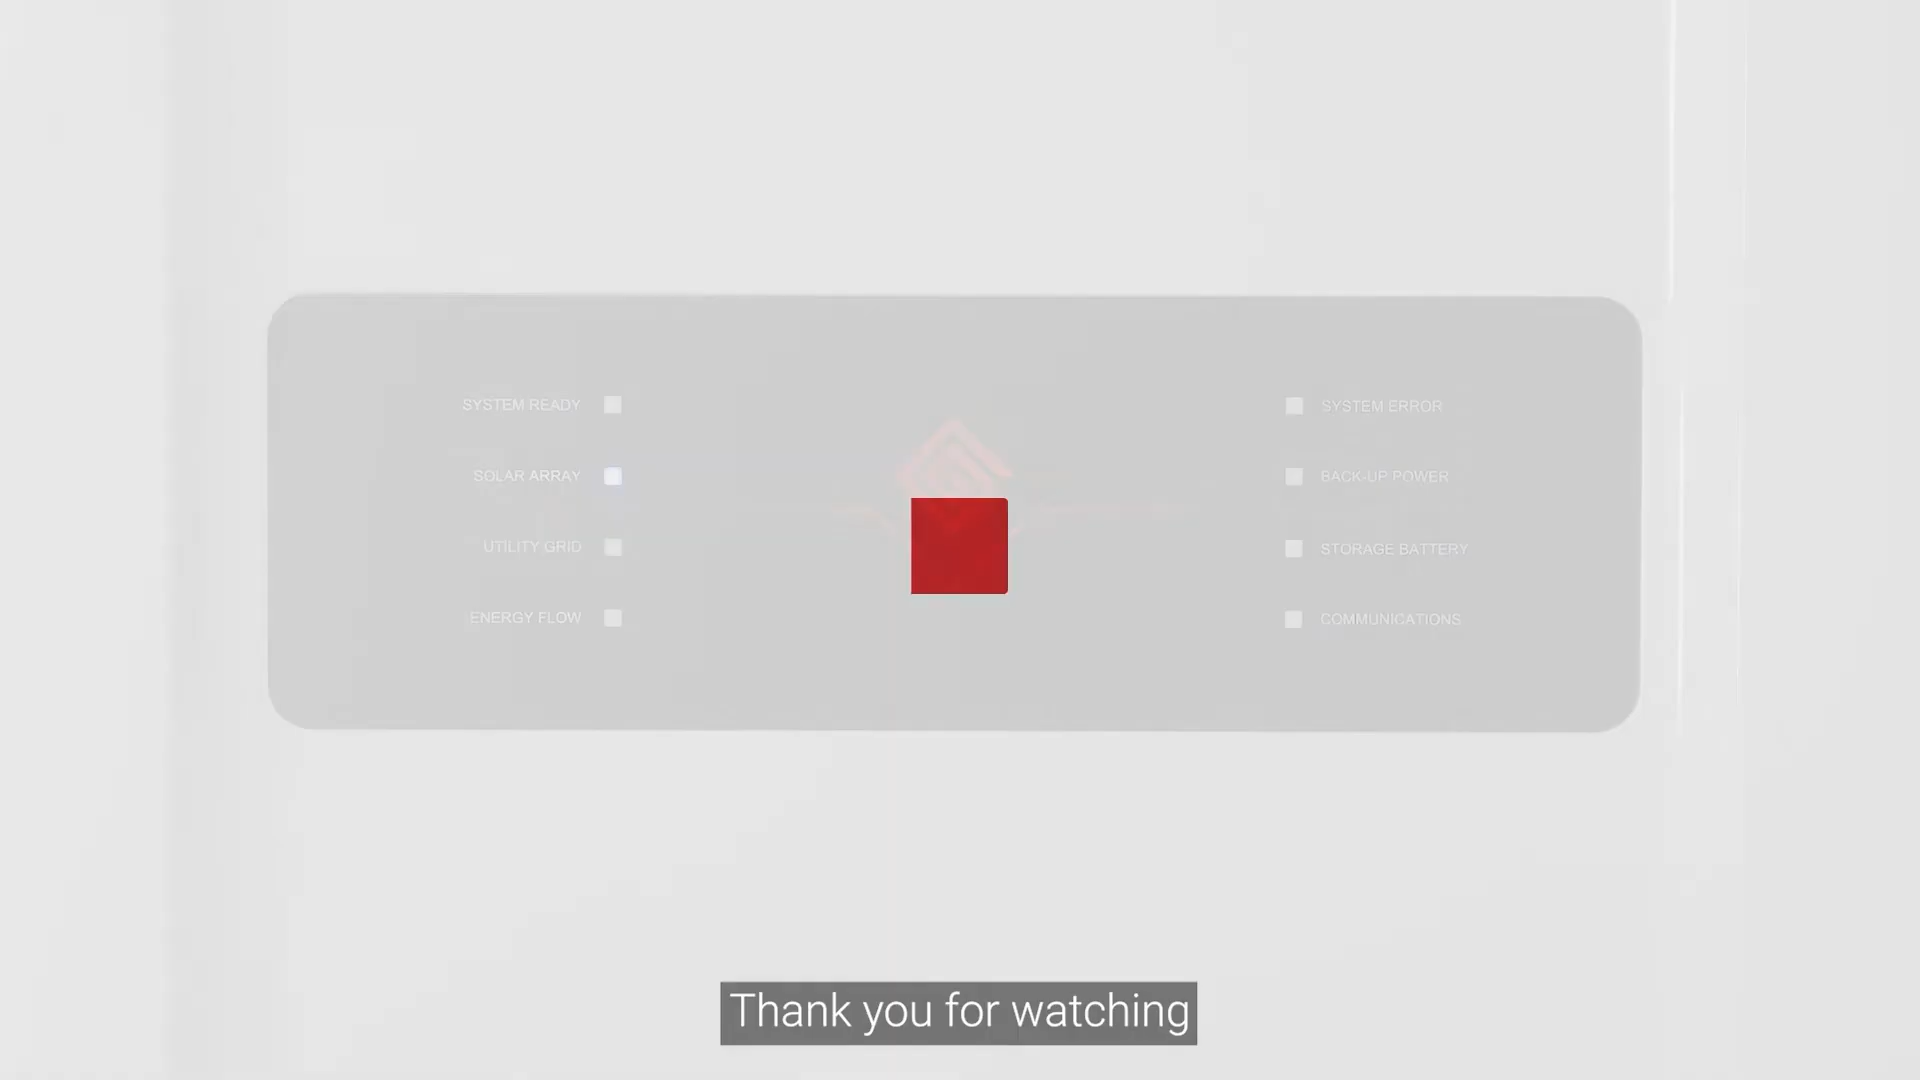 SYSTEM READY
SOLAR ARRAY
UTILITY GRID
ENERGY FLOW
SYSTEM ERROR
BACK-UP POWER
STORAGE BATTERY
COMMUNICATIONS
Thank you for watching